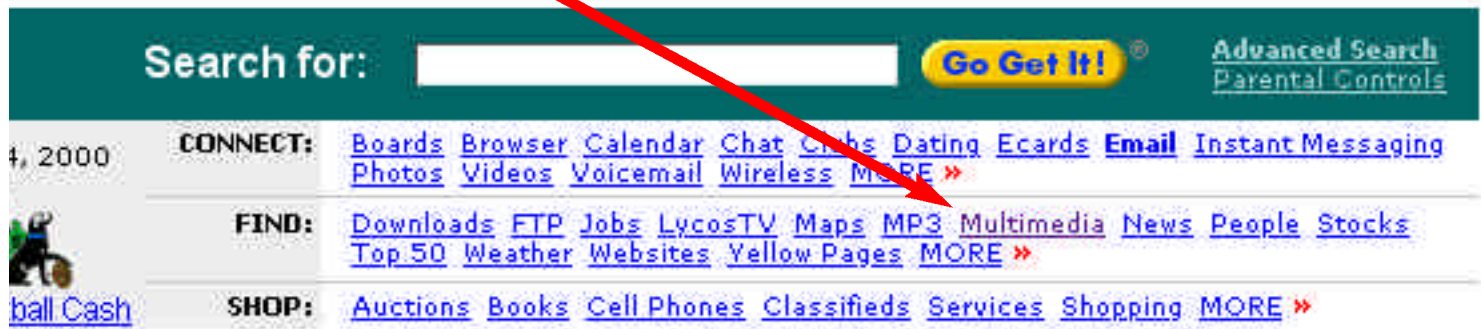 Search for: Go Get It! ® Advanced Search
Parental Controls
4, 2000 CONNECT: Boards Browser Calendar Chat Clubs Dating Ecards Email Instant Messaging
Photos Videos Voicemail Wireless MORE »
FIND: Downloads FTP Jobs LycosTV Maps MP3 Multimedia News People Stocks
Top 50 Weather Websites Yellow Pages MORE »
ball Cash SHOP: Auctions Books Cell Phones Classifieds Services Shopping MORE »